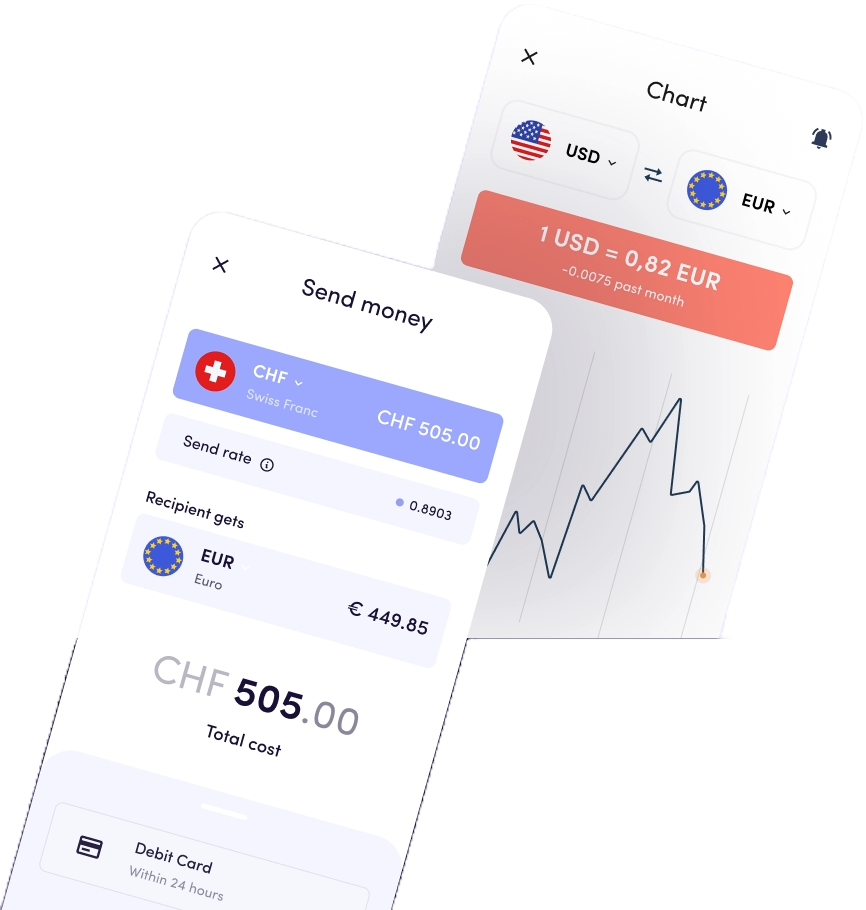 Chart
USD
EUR
1 USD = 0,82 EUR
-0.0075 past month
Send money
CHF
Swiss Franc
CHF 505.00
Send rate
0.8903
Recipient gets
EUR
Euro
€ 449.85
CHF 505.00
Total cost
Debit Card
Within 24 hours